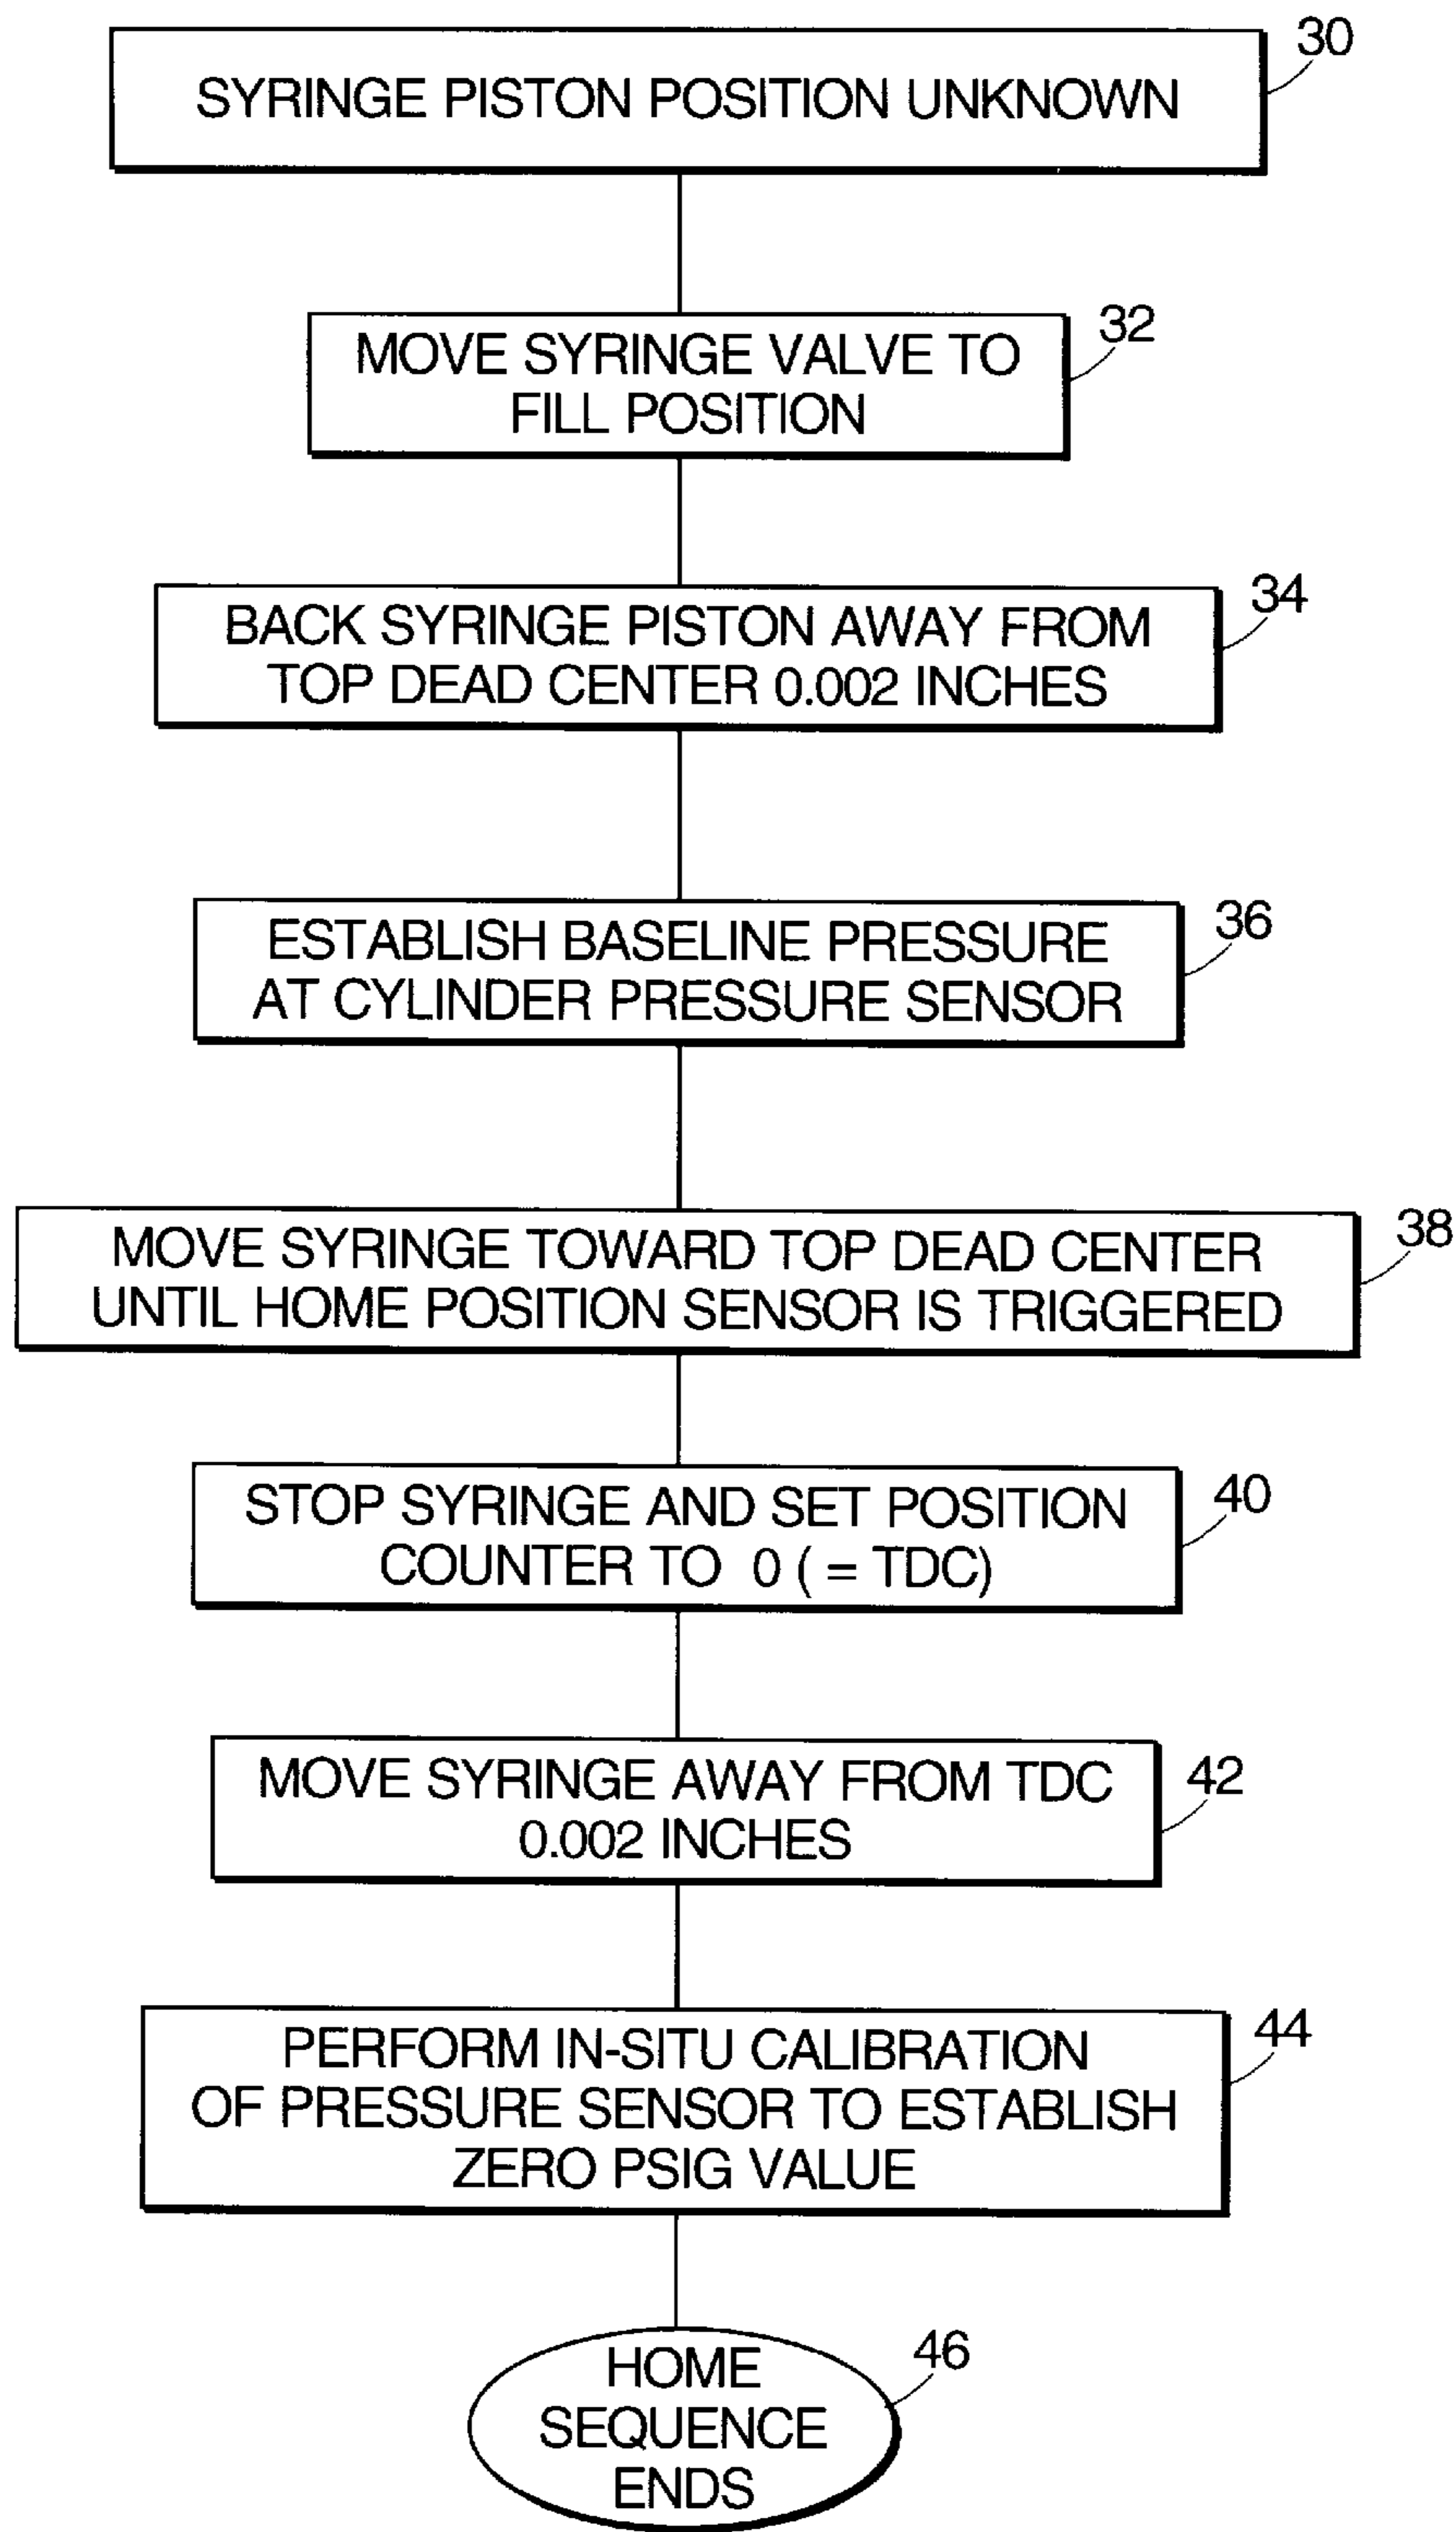 30
SYRINGE PISTON POSITION UNKNOWN
32
MOVE SYRINGE VALVE TO
FILL POSITION
34
BACK SYRINGE PISTON AWAY FROM
TOP DEAD CENTER 0.002 INCHES
36
ESTABLISH BASELINE PRESSURE
AT CYLINDER PRESSURE SENSOR
38
MOVE SYRINGE TOWARD TOP DEAD CENTER
UNTIL HOME POSITION SENSOR IS TRIGGERED
40
STOP SYRINGE AND SET POSITION
COUNTER TO 0 ( = TDC)
42
MOVE SYRINGE AWAY FROM TDC
0.002 INCHES
44
PERFORM IN-SITU CALIBRATION
OF PRESSURE SENSOR TO ESTABLISH
ZERO PSIG VALUE
46
HOME
SEQUENCE
ENDS